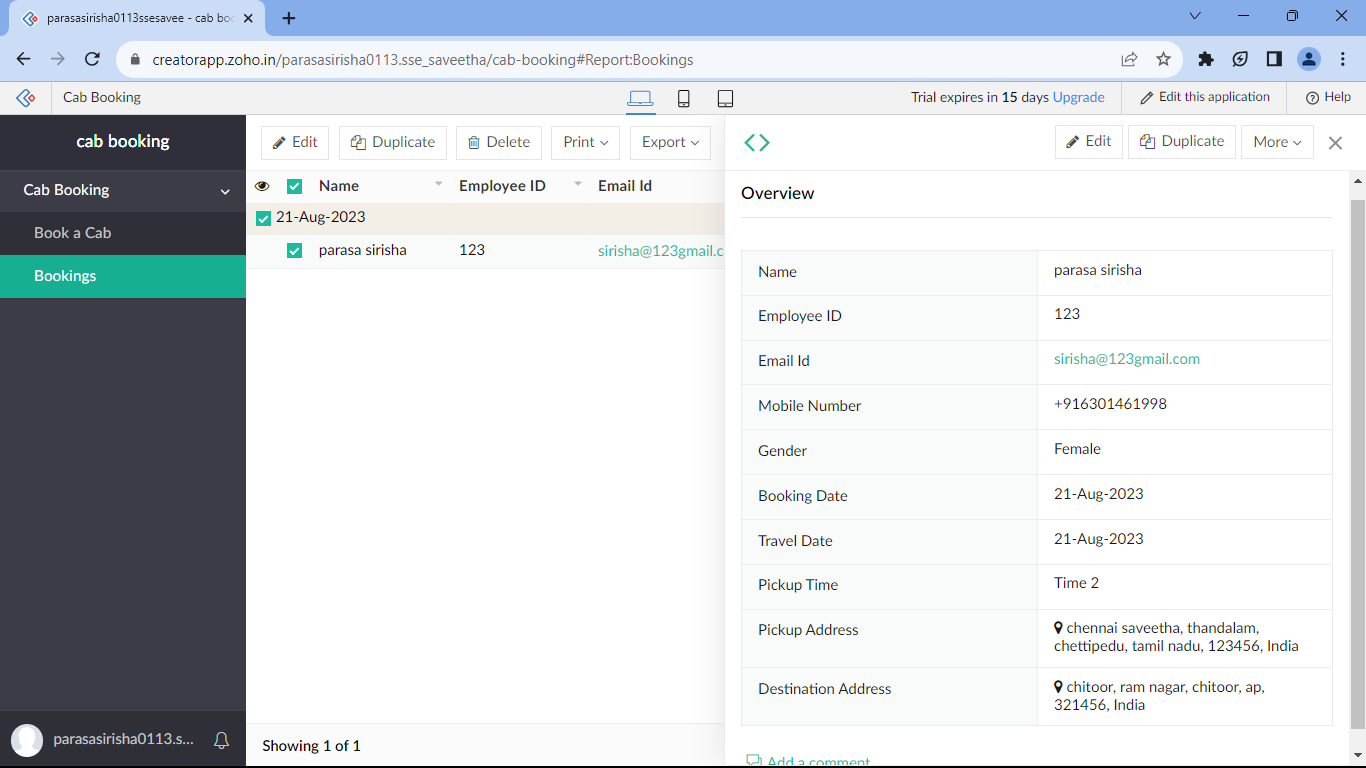 parasasirisha0113ssesavee - cab bo
creatorapp.zoho.in/parasasirisha0113.sse_saveetha/cab-booking#Report:Bookings
Cab Booking
Trial expires in 15 days Upgrade
Edit this application
Help
cab booking
Cab Booking
Book a Cab
Bookings
parasasirisha0113.s...
Edit Duplicate Delete Print Export
Name Employee ID Email Id
21-Aug-2023
parasa sirisha 123 sirisha@123gmail.c
Showing 1 of 1
Edit Duplicate More
Overview
Name parasa sirisha
Employee ID 123
Email Id sirisha@123gmail.com
Mobile Number +916301461998
Gender Female
Booking Date 21-Aug-2023
Travel Date 21-Aug-2023
Pickup Time Time 2
Pickup Address chennai saveetha, thandalam,
chettipedu, tamil nadu, 123456, India
Destination Address chitoor, ram nagar, chitoor, ap,
321456, India
Add a comment